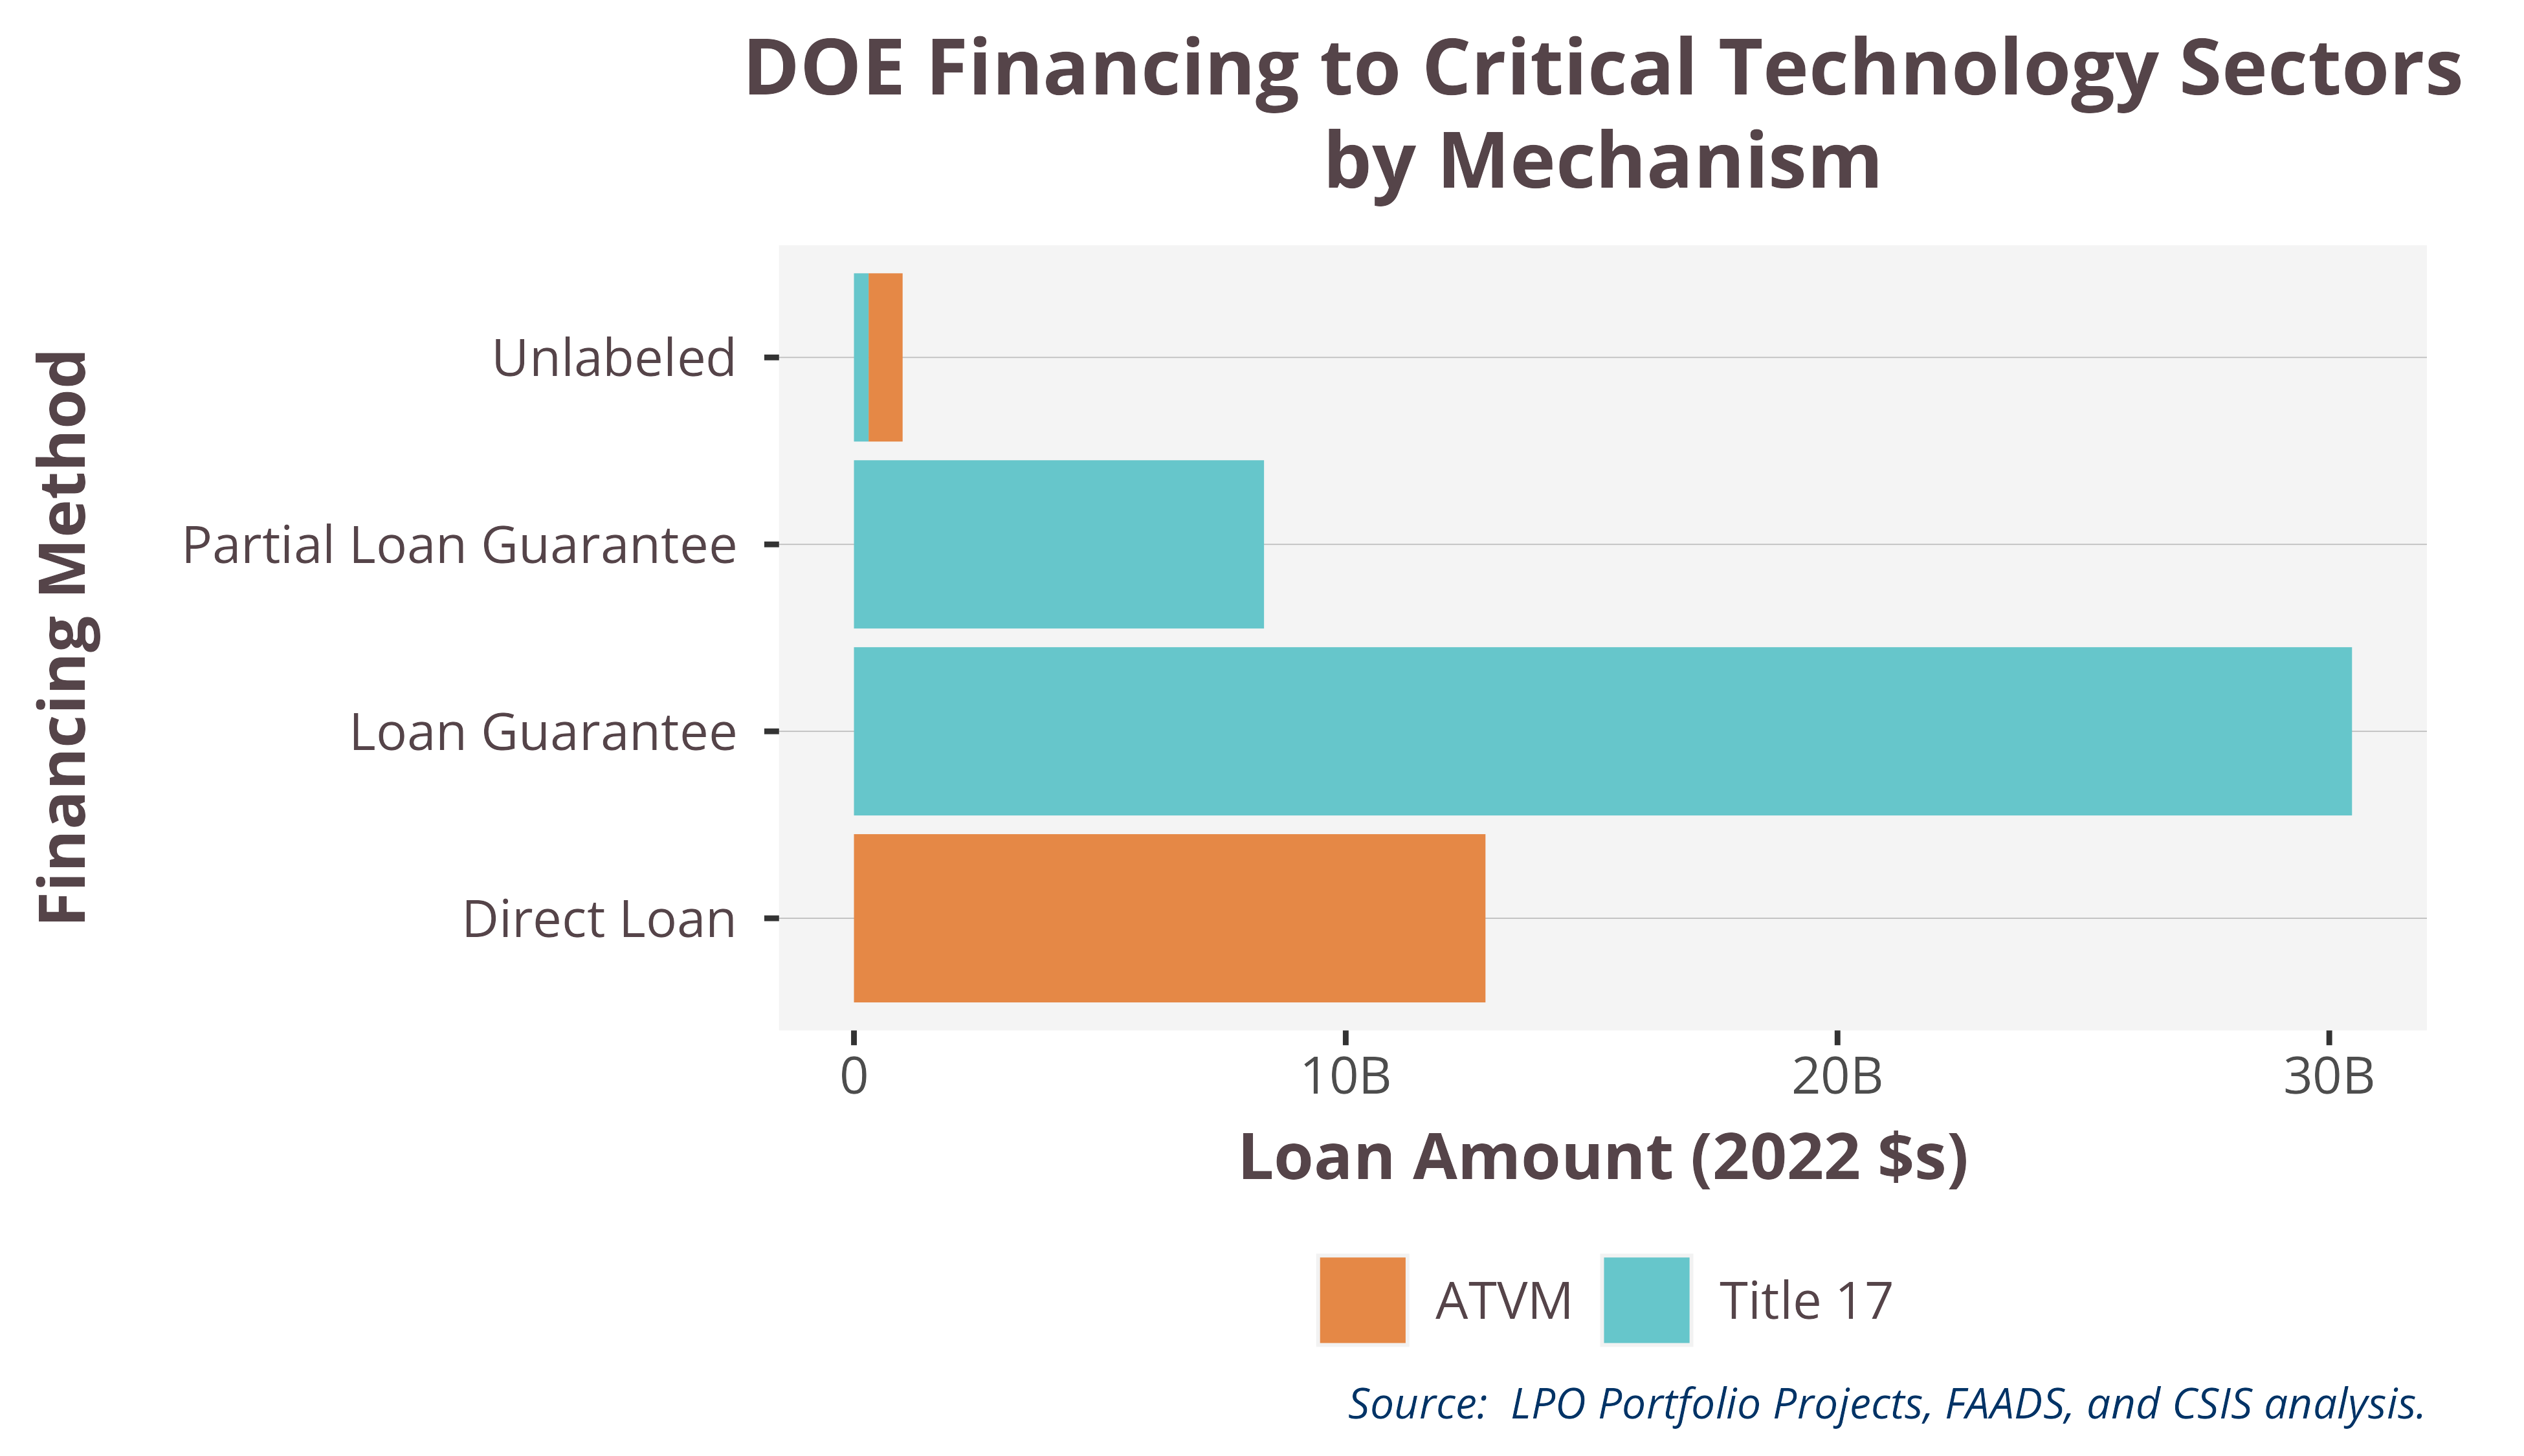 DOE Financing to Critical Technology Sectors
by Mechanism
Financing Method
Unlabeled
Partial Loan Guarantee
Loan Guarantee
Direct Loan
0
10B
20B
30B
Loan Amount (2022 $s)
ATVM
Title 17
Source:  LPO Portfolio Projects, FAADS, and CSIS analysis.